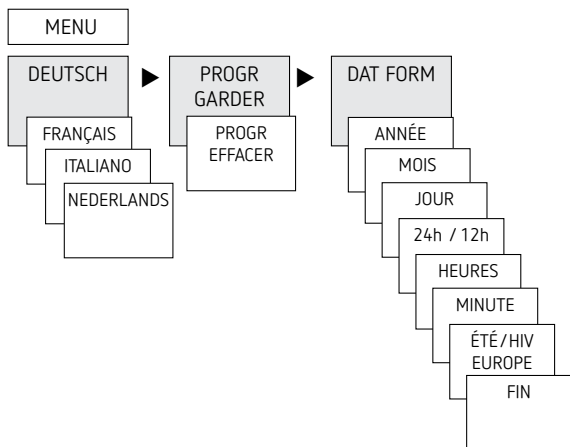 MENU
DEUTSCH
FRANÇAIS
ITALIANO
NEDERLANDS
PROGR
GARDER
PROGR
EFFACER
DAT FORM
ANNÉE
MOIS
JOUR
24h / 12h
HEURES
MINUTE
ÉTÉ/HIV
EUROPE
FIN